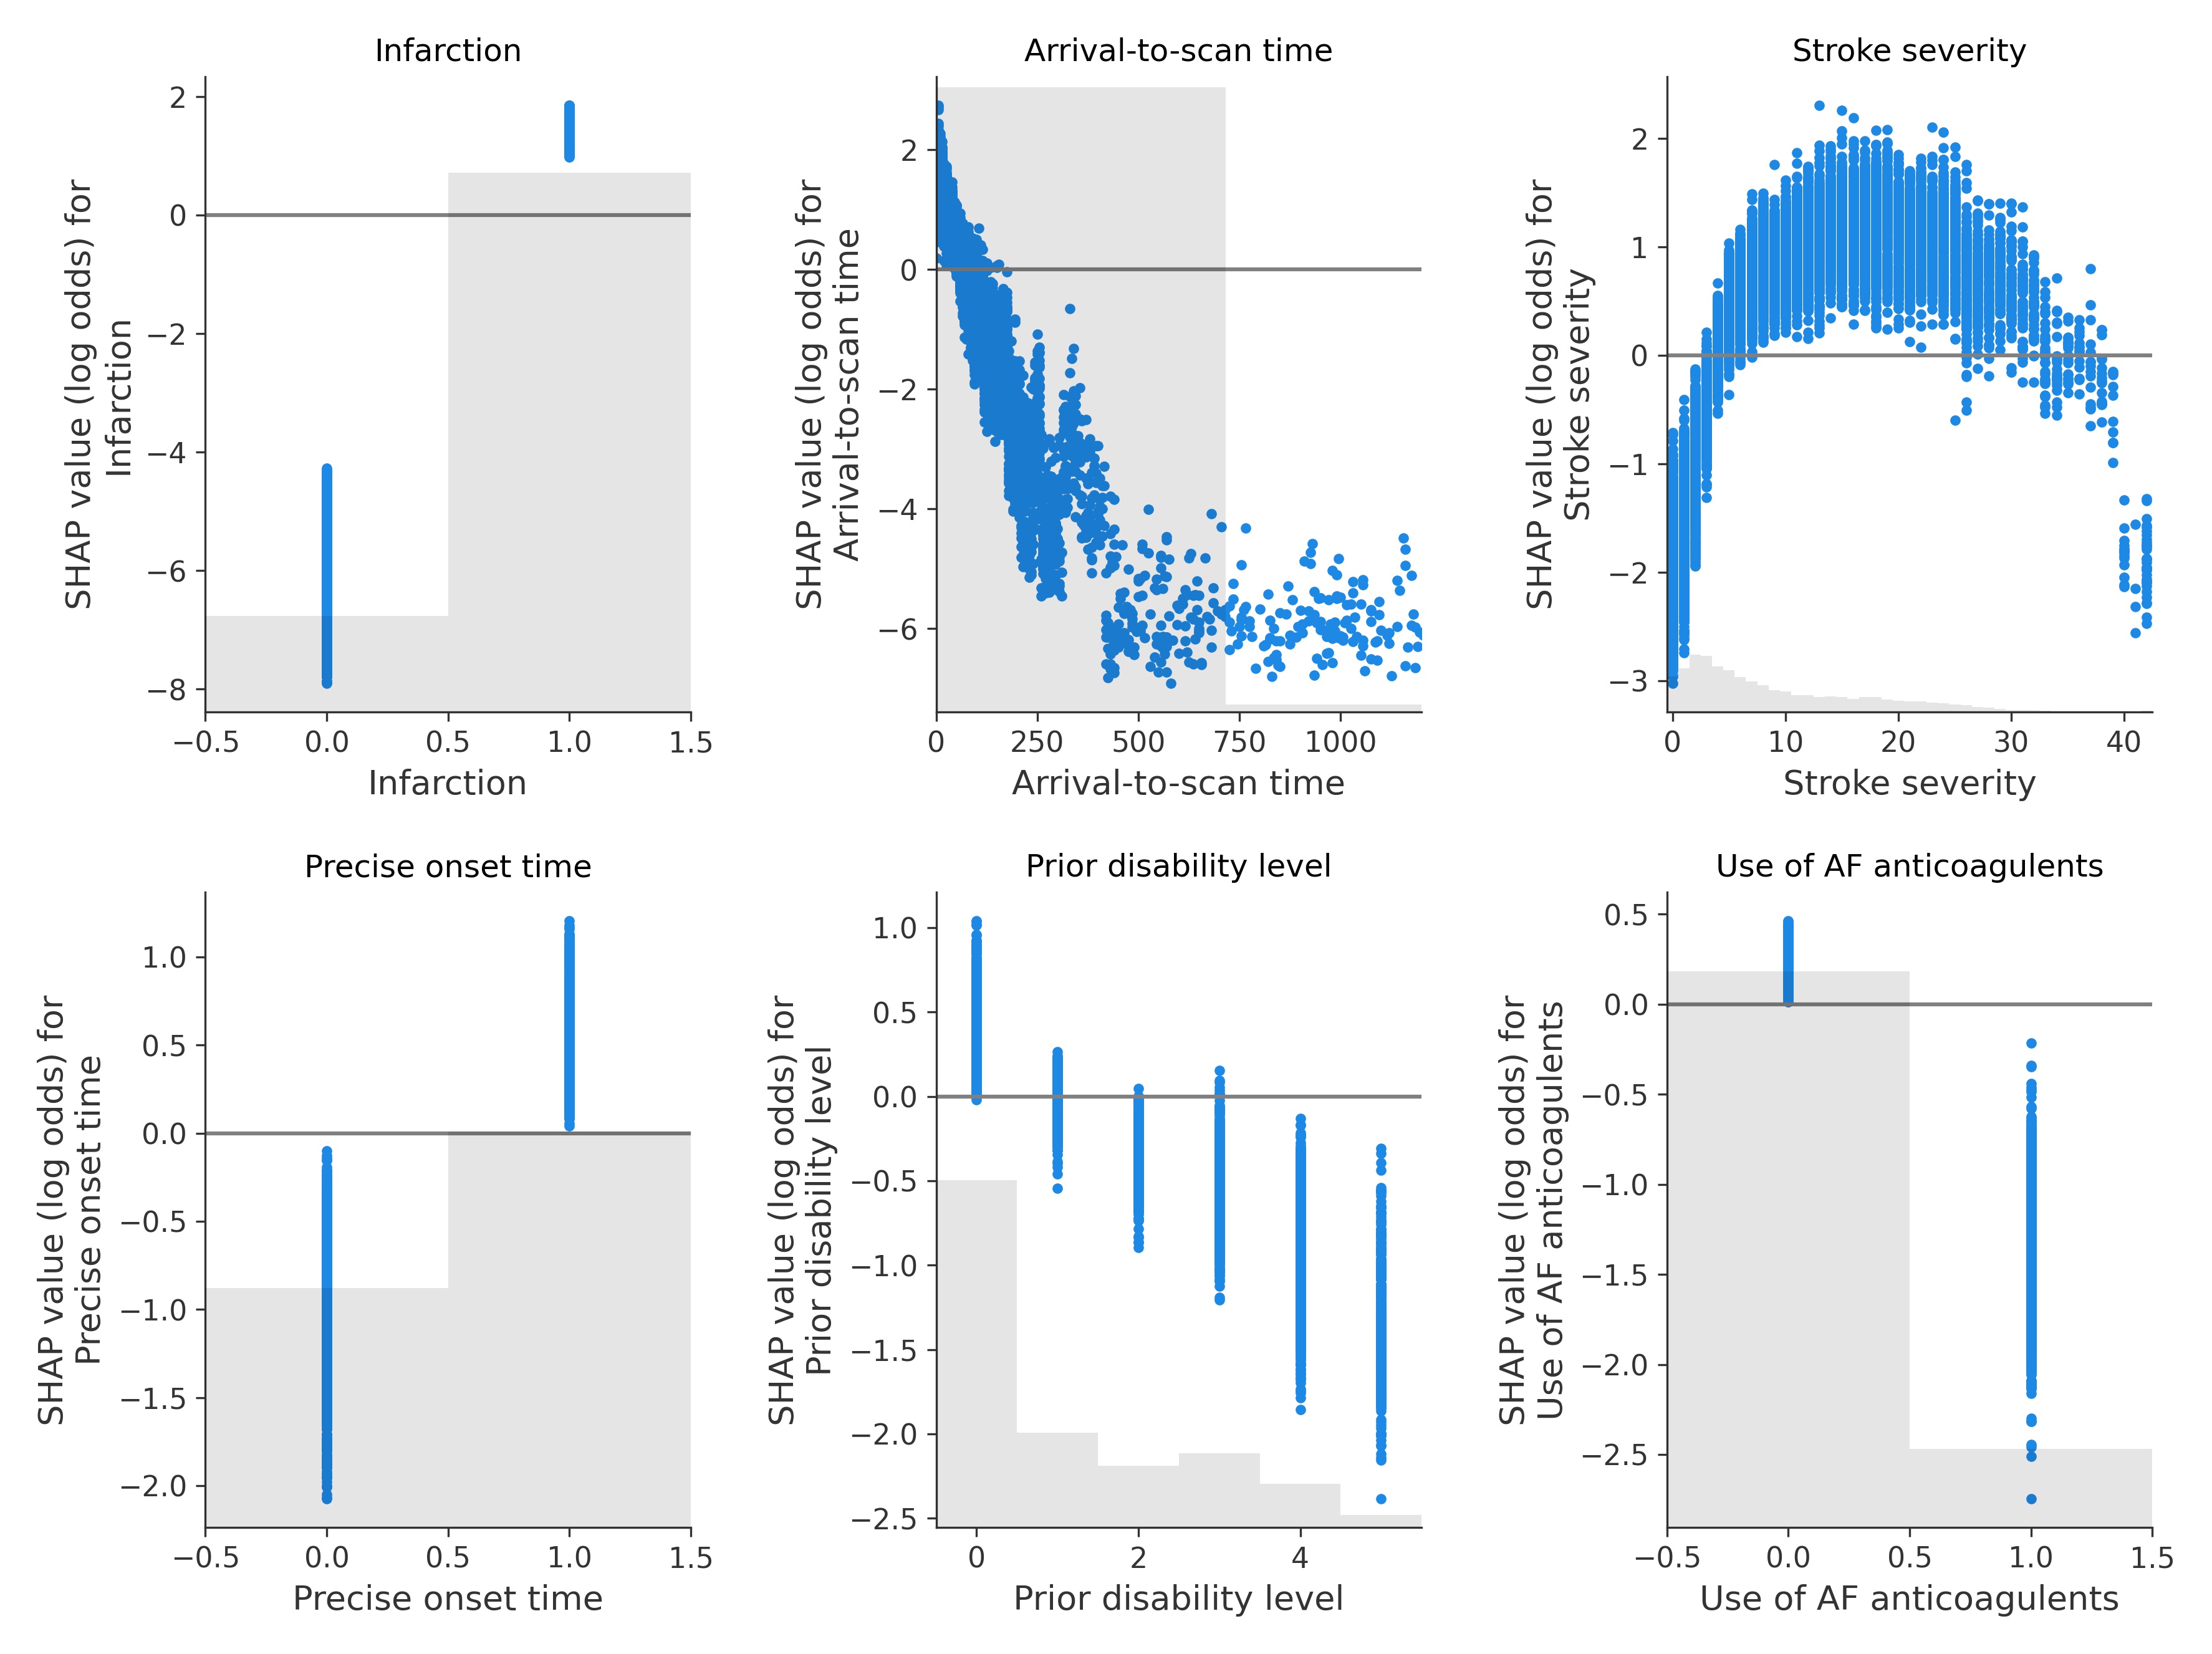 Infarction
SHAP value (log odds) for
Infarction
2
0
−2
−4
−6
−8
−0.5
0.0
0.5
1.0
1.5
Infarction
Arrival-to-scan time
SHAP value (log odds) for
Arrival-to-scan time
2
0
−2
−4
−6
0
250
500
750
1000
Arrival-to-scan time
Stroke severity
SHAP value (log odds) for
Stroke severity
2
1
0
−1
−2
−3
0
10
20
30
40
Stroke severity
Precise onset time
SHAP value (log odds) for
Precise onset time
1.0
0.5
0.0
−0.5
−1.0
−1.5
−2.0
−0.5
0.0
0.5
1.0
1.5
Precise onset time
Prior disability level
SHAP value (log odds) for
Prior disability level
1.0
0.5
0.0
−0.5
−1.0
−1.5
−2.0
−2.5
0
2
4
Prior disability level
Use of AF anticoagulents
SHAP value (log odds) for
Use of AF anticoagulents
0.5
0.0
−0.5
−1.0
−1.5
−2.0
−2.5
−0.5
0.0
0.5
1.0
1.5
Use of AF anticoagulents